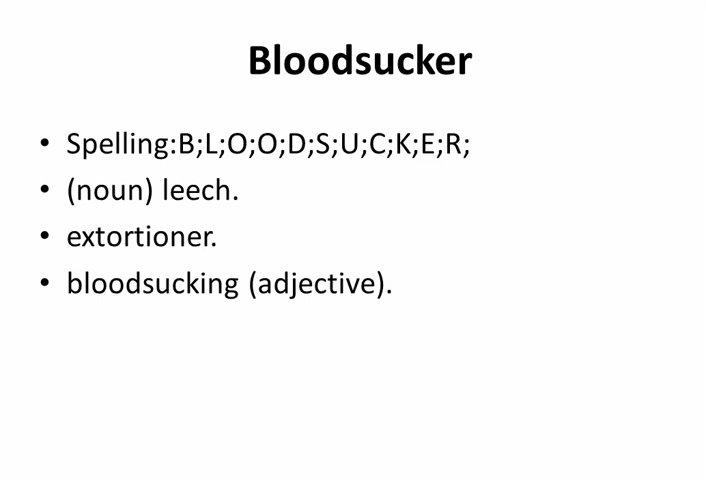 Bloodsucker
• Spelling:B;L;O;O;D;S;U;C;K;E;R;
• (noun) leech.
• extortioner.
• bloodsucking (adjective).